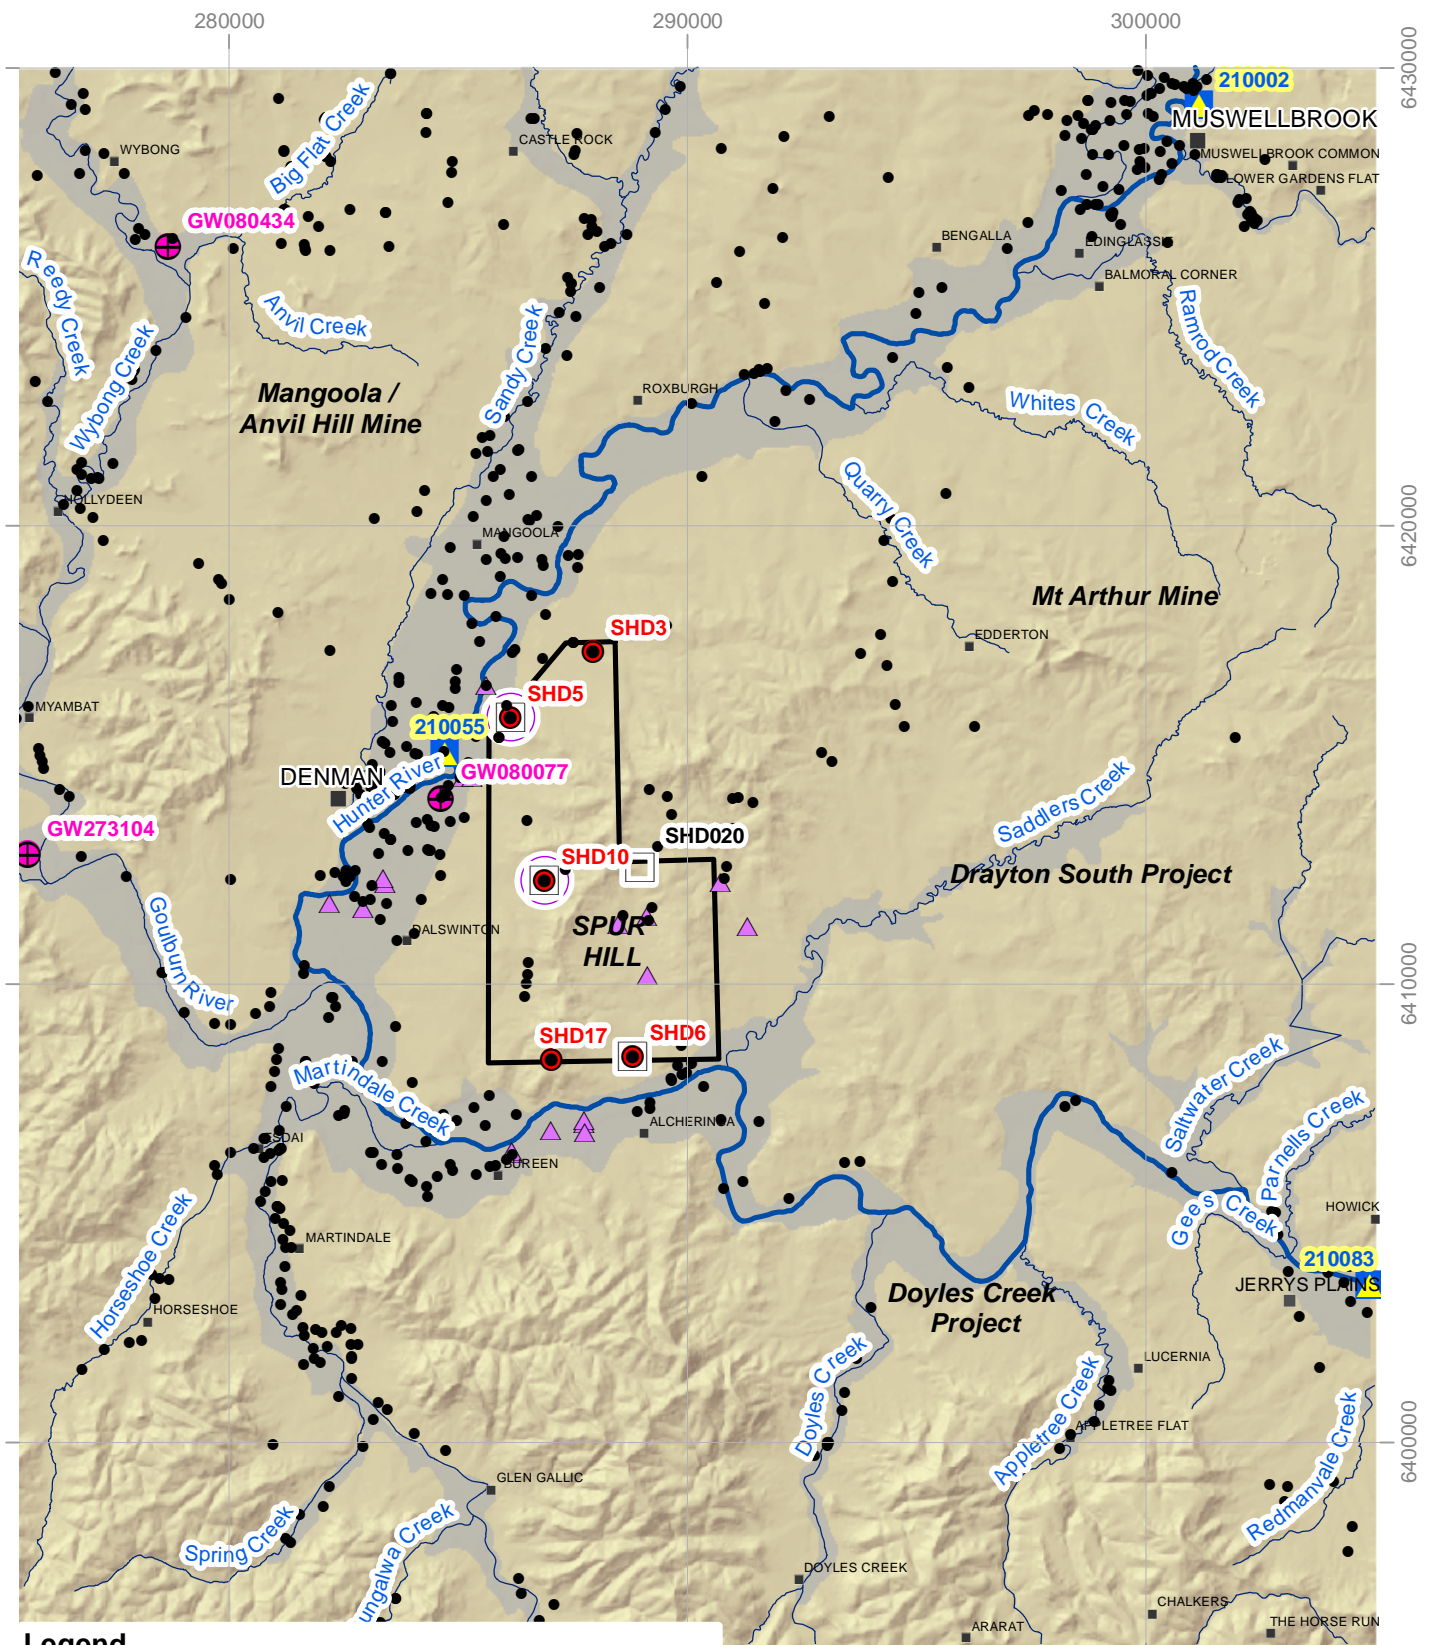 280000
290000
300000
6430000
210002
MUSWELLBROOK
MUSWELLBROOK COMMON
LOWER GARDENS FLAT
WYBONG
Big Flat Creek
CASTLE ROCK
GW080434
BENGALLA
EDINGLASSIE
BALMORAL CORNER
Reedy Creek
Wybong Creek
Anvil Creek
Sandy Creek
Ramrod Creek
Mangoola /
Anvil Hill Mine
ROXBURGH
Whites Creek
Quarry Creek
HOLLYDEEN
MANGOOLA
6420000
Mt Arthur Mine
EDDERTON
SHD3
SHD5
MYAMBAT
210055
DENMAN
Hunter River
GW080077
GW273104
SHD020
SHD10
Saddlers Creek
Drayton South Project
SPUR
HILL
DALSWINTON
Goulburn River
6410000
SHD17
SHD6
Martindale Creek
ALCHERINGA
BUREEN
Saltwater Creek
Parnells Creek
Gees Creek
HOWICK
Horseshoe Creek
MARTINDALE
HORSESHOE
210083
JERRYS PLAINS
Doyles Creek
Project
LUCERNIA
Doyles Creek
Appletree Creek
APPLETREE FLAT
Redmanvale Creek
6400000
GLEN GALLIC
Spring Creek
ungalwa Creek
DOYLES CREEK
CHALKERS
ARARAT
THE HORSE RUN
Legend